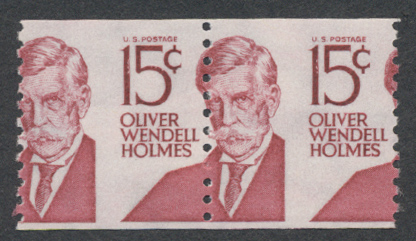 U.S. POSTAGE
15¢
OLIVER
WENDELL
HOLMES
U.S. POSTAGE
15¢
OLIVER
WENDELL
HOLMES